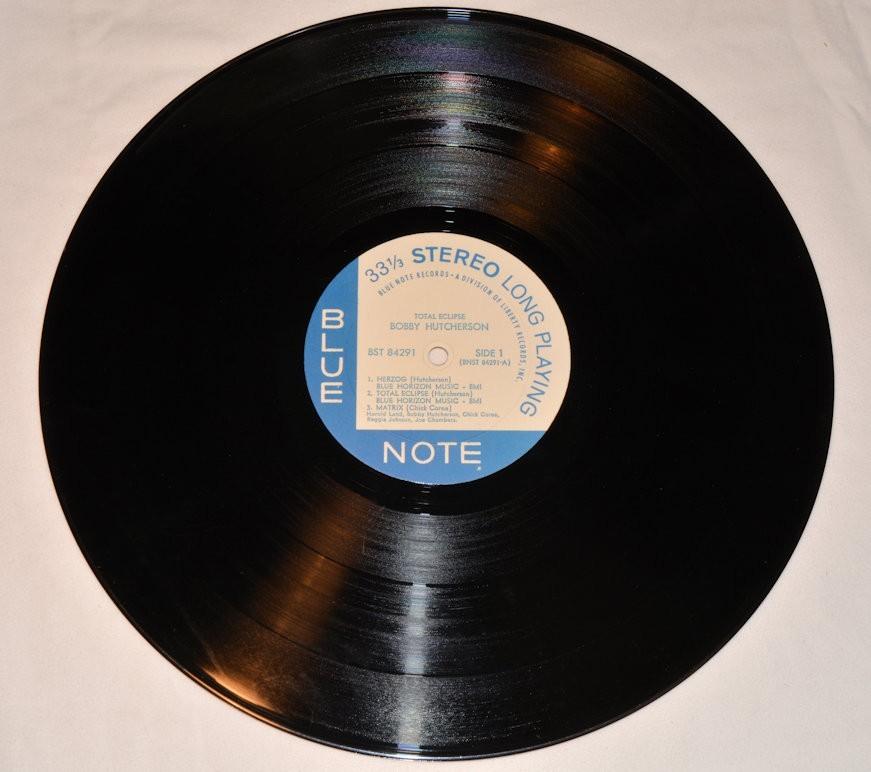 33⅓ STEREO LONG PLAYING
BLUE NOTE RECORDS • A DIVISION OF LIBERTY RECORDS, INC.
TOTAL ECLIPSE
BOBBY HUTCHERSON
BST 84291
SIDE 1
(BNST 84291-A)
1. HERZOG (Hutcherson)
BLUE HORIZON MUSIC - BMI
2. TOTAL ECLIPSE (Hutcherson)
BLUE HORIZON MUSIC - BMI
3. MATRIX (Chick Corea)
Harold Land, Bobby Hutcherson, Chick Corea,
Reggie Johnson, Joe Chambers.
BLUE
NOTE